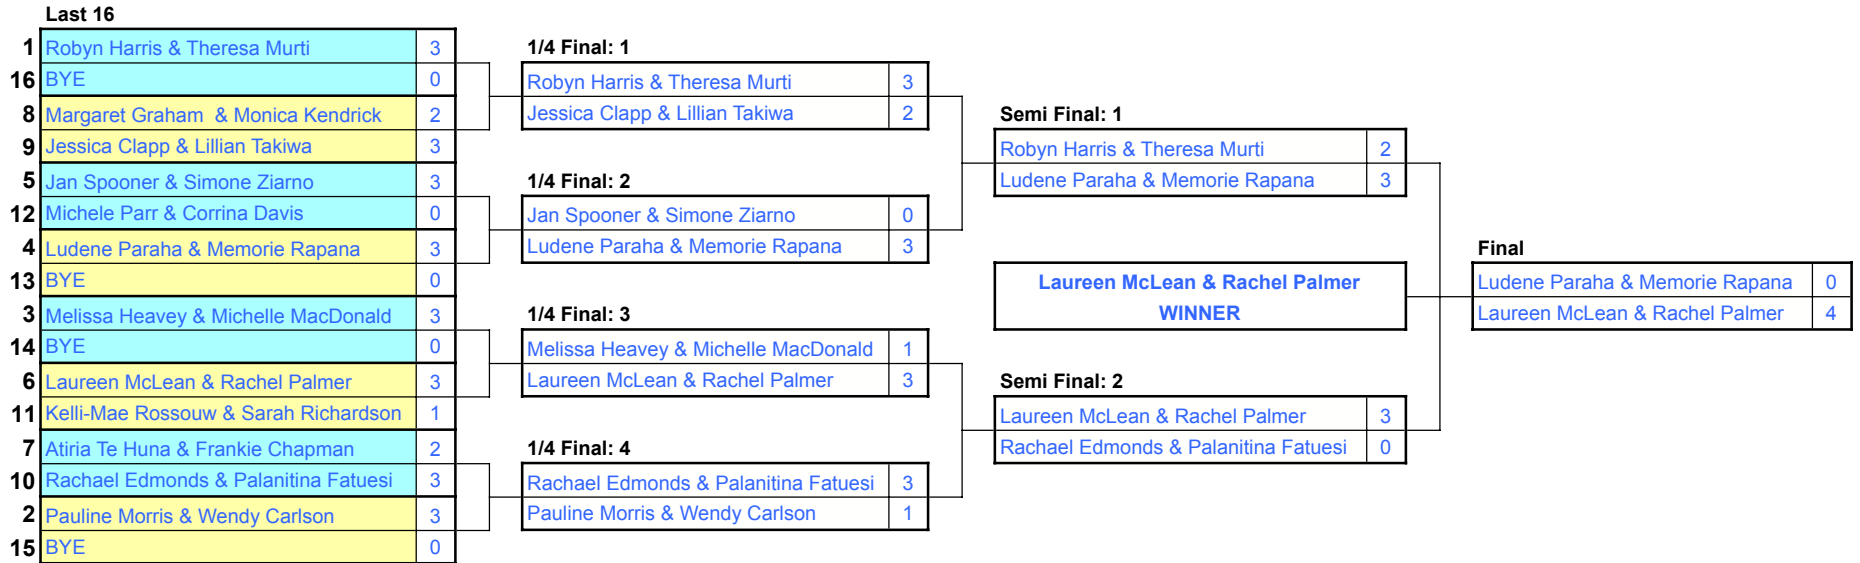 Last 16
1 Robyn Harris & Theresa Murti 3
16 BYE 0
8 Margaret Graham & Monica Kendrick 2
9 Jessica Clapp & Lillian Takiwa 3
5 Jan Spooner & Simone Ziarno 3
12 Michele Parr & Corrina Davis 0
4 Ludene Paraha & Memorie Rapana 3
13 BYE 0
3 Melissa Heavey & Michelle MacDonald 3
14 BYE 0
6 Laureen McLean & Rachel Palmer 3
11 Kelli-Mae Rossouw & Sarah Richardson 1
7 Atiria Te Huna & Frankie Chapman 2
10 Rachael Edmonds & Palanitina Fatuesi 3
2 Pauline Morris & Wendy Carlson 3
15 BYE 0
1/4 Final: 1
Robyn Harris & Theresa Murti 3
Jessica Clapp & Lillian Takiwa 2
1/4 Final: 2
Jan Spooner & Simone Ziarno 0
Ludene Paraha & Memorie Rapana 3
1/4 Final: 3
Melissa Heavey & Michelle MacDonald 1
Laureen McLean & Rachel Palmer 3
1/4 Final: 4
Rachael Edmonds & Palanitina Fatuesi 3
Pauline Morris & Wendy Carlson 1
Semi Final: 1
Robyn Harris & Theresa Murti 2
Ludene Paraha & Memorie Rapana 3
Laureen McLean & Rachel Palmer
WINNER
Semi Final: 2
Laureen McLean & Rachel Palmer 3
Rachael Edmonds & Palanitina Fatuesi 0
Final
Ludene Paraha & Memorie Rapana 0
Laureen McLean & Rachel Palmer 4